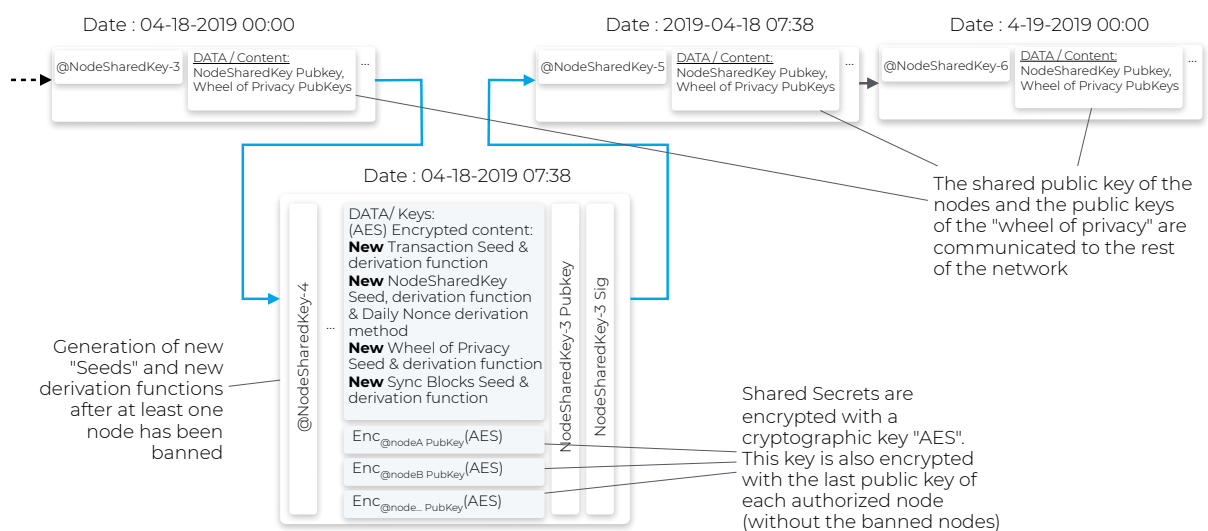 Date : 04-18-2019 00:00
@NodeSharedKey-3
DATA / Content:
NodeSharedKey Pubkey,
Wheel of Privacy PubKeys
...
Date : 2019-04-18 07:38
@NodeSharedKey-5
DATA / Content:
NodeSharedKey Pubkey,
Wheel of Privacy PubKeys
...
Date : 4-19-2019 00:00
@NodeSharedKey-6
DATA / Content:
NodeSharedKey Pubkey,
Wheel of Privacy PubKeys
...
The shared public key of the
nodes and the public keys
of the "wheel of privacy" are
communicated to the rest
of the network
Date : 04-18-2019 07:38
@NodeSharedKey-4
...
DATA/ Keys:
(AES) Encrypted content:
New Transaction Seed &
derivation function
New NodeSharedKey
Seed, derivation function
& Daily Nonce derivation
method
New Wheel of Privacy
Seed & derivation function
New Sync Blocks Seed &
derivation function
Enc@nodeA PubKey(AES)
Enc@nodeB PubKey(AES)
Enc@node... PubKey(AES)
NodeSharedKey-3 Pubkey
NodeSharedKey-3 Sig
Generation of new
"Seeds" and new
derivation functions
after at least one
node has been
banned
Shared Secrets are
encrypted with a
cryptographic key "AES".
This key is also encrypted
with the last public key of
each authorized node
(without the banned nodes)